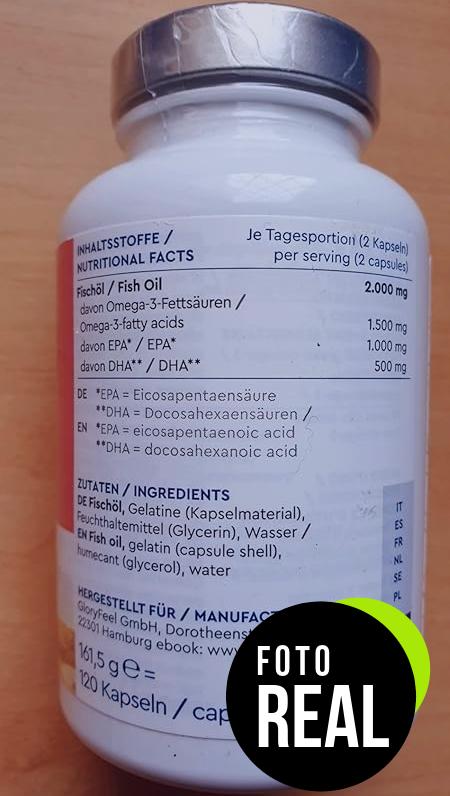 INHALTSSTOFFE /
NUTRITIONAL FACTS
Je Tagesportion (2 Kapseln)
per serving (2 capsules)
Fischöl / Fish Oil 2.000 mg
davon Omega-3-Fettsäuren /
Omega-3-fatty acids 1.500 mg
davon EPA* / EPA* 1.000 mg
davon DHA** / DHA** 500 mg
DE *EPA = Eicosapentaensäure
**DHA = Docosahexaensäuren /
EN *EPA = eicosapentaenoic acid
**DHA = docosahexanoic acid
ZUTATEN / INGREDIENTS
DE Fischöl, Gelatine (Kapselmaterial),
Feuchthaltemittel (Glycerin), Wasser /
EN Fish oil, gelatin (capsule shell),
humecant (glycerol), water
IT
ES
FR
NL
SE
PL
HERGESTELLT FÜR / MANUFACT
GloryFeel GmbH, Dorotheenst
22301 Hamburg ebook: www
161,5 g ℮ =
120 Kapseln / cap
FOTO
REAL